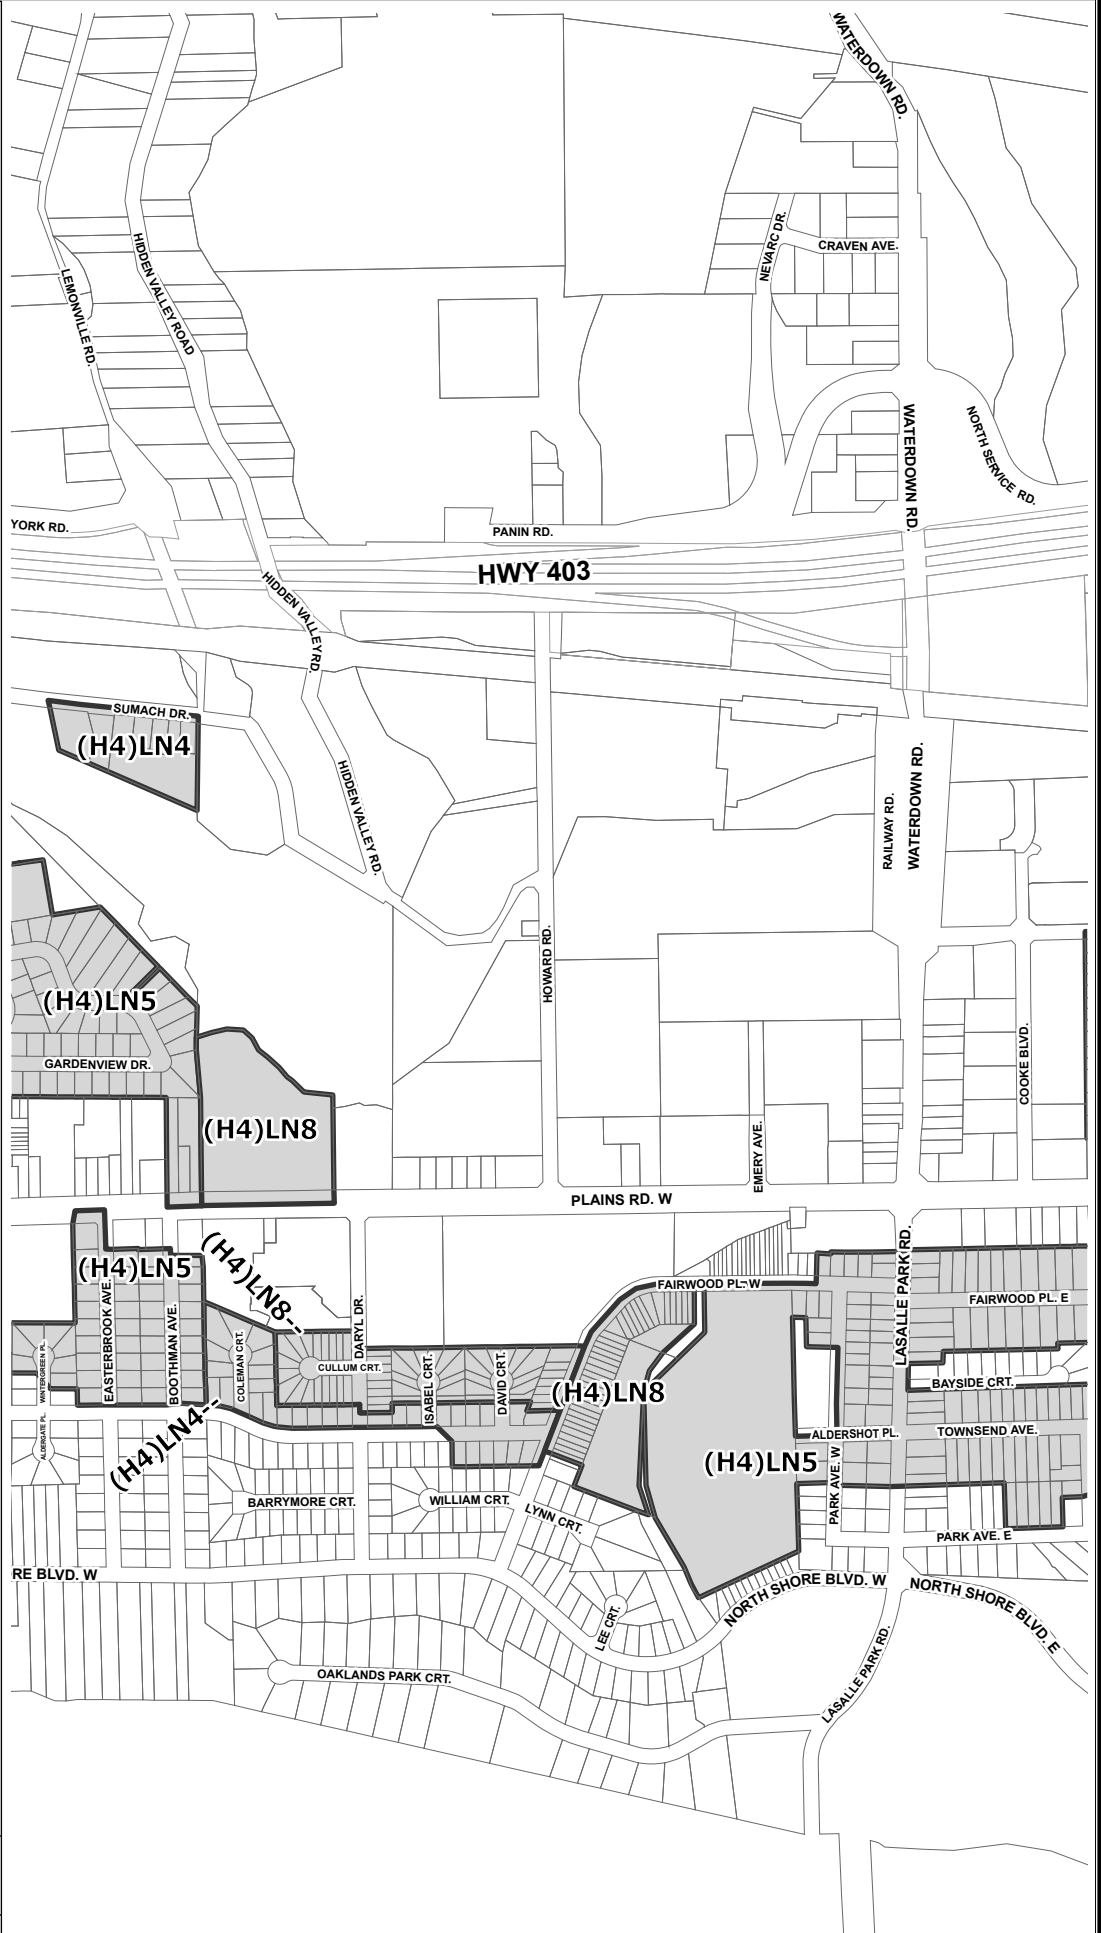 WATERDOWN RD.
NEVARC DR.
CRAVEN AVE.
HIDDEN VALLEY ROAD
LEMONVILLE RD.
WATERDOWN RD.
NORTH SERVICE RD.
YORK RD.
PANIN RD.
HWY 403
HIDDEN VALLEY RD.
SUMACH DR.
(H4)LN4
HIDDEN VALLEY RD.
RAILWAY RD.
WATERDOWN RD.
HOWARD RD.
(H4)LN5
GARDENVIEW DR.
COOKE BLVD.
(H4)LN8
EMERY AVE.
PLAINS RD. W
(H4)LN5
(H4)LN8--
FAIRWOOD PL. W
LASALLE PARK RD.
FAIRWOOD PL. E
EASTERBROOK AVE.
BOOTHMAN AVE.
WINTERGREEN PL.
COLEMAN CRT.
CULLUM CRT.
DARYL DR.
ISABEL CRT.
DAVID CRT.
(H4)LN8
BAYSIDE CRT.
ALDERGATE PL.
(H4)LN4--
(H4)LN5
ALDERSHOT PL.
TOWNSEND AVE.
PARK AVE. W
BARRYMORE CRT.
WILLIAM CRT.
LYNN CRT.
PARK AVE. E
RE BLVD. W
NORTH SHORE BLVD. W
NORTH SHORE BLVD. E
LEE CRT.
OAKLANDS PARK CRT.
LASALLE PARK RD.